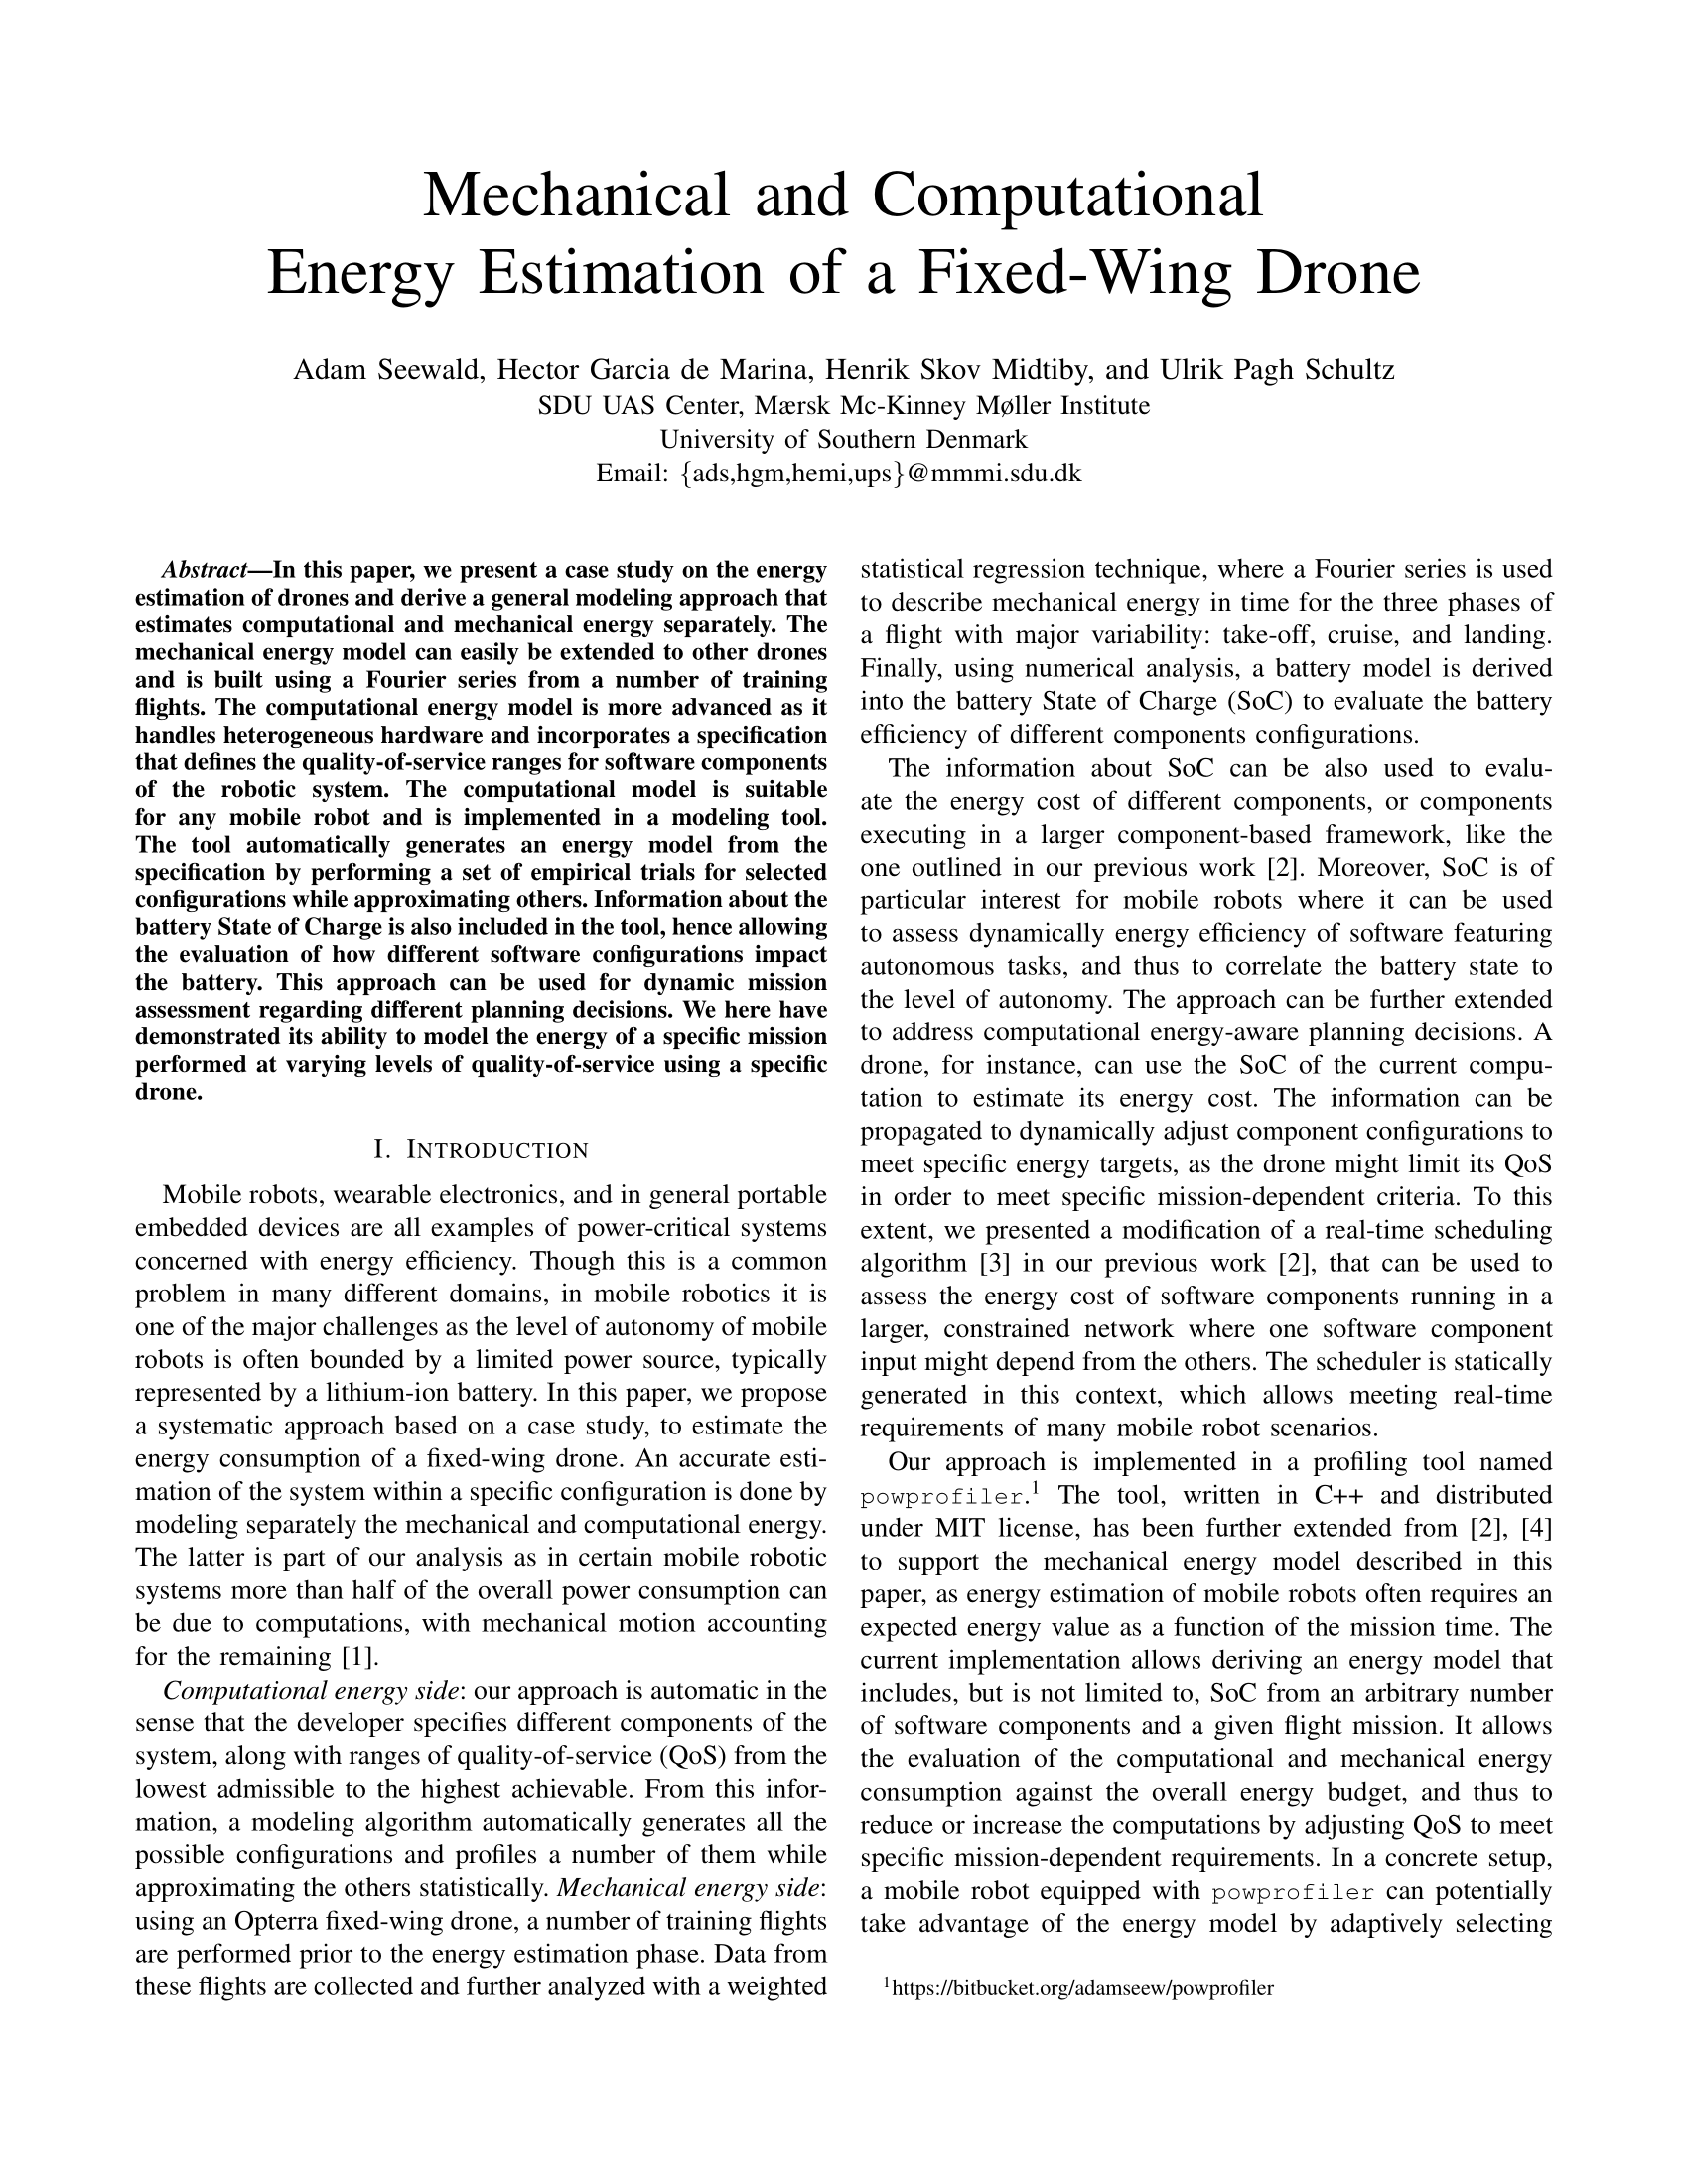 Mechanical and Computational
Energy Estimation of a Fixed-Wing Drone
Adam Seewald, Hector Garcia de Marina, Henrik Skov Midtiby, and Ulrik Pagh Schultz
SDU UAS Center, Mærsk Mc-Kinney Møller Institute
University of Southern Denmark
Email: {ads,hgm,hemi,ups}@mmmi.sdu.dk
Abstract—In this paper, we present a case study on the energy
estimation of drones and derive a general modeling approach that
estimates computational and mechanical energy separately. The
mechanical energy model can easily be extended to other drones
and is built using a Fourier series from a number of training
flights. The computational energy model is more advanced as it
handles heterogeneous hardware and incorporates a specification
that defines the quality-of-service ranges for software components
of the robotic system. The computational model is suitable
for any mobile robot and is implemented in a modeling tool.
The tool automatically generates an energy model from the
specification by performing a set of empirical trials for selected
configurations while approximating others. Information about the
battery State of Charge is also included in the tool, hence allowing
the evaluation of how different software configurations impact
the battery. This approach can be used for dynamic mission
assessment regarding different planning decisions. We here have
demonstrated its ability to model the energy of a specific mission
performed at varying levels of quality-of-service using a specific
drone.
I. INTRODUCTION
Mobile robots, wearable electronics, and in general portable
embedded devices are all examples of power-critical systems
concerned with energy efficiency. Though this is a common
problem in many different domains, in mobile robotics it is
one of the major challenges as the level of autonomy of mobile
robots is often bounded by a limited power source, typically
represented by a lithium-ion battery. In this paper, we propose
a systematic approach based on a case study, to estimate the
energy consumption of a fixed-wing drone. An accurate esti-
mation of the system within a specific configuration is done by
modeling separately the mechanical and computational energy.
The latter is part of our analysis as in certain mobile robotic
systems more than half of the overall power consumption can
be due to computations, with mechanical motion accounting
for the remaining [1].
Computational energy side: our approach is automatic in the
sense that the developer specifies different components of the
system, along with ranges of quality-of-service (QoS) from the
lowest admissible to the highest achievable. From this infor-
mation, a modeling algorithm automatically generates all the
possible configurations and profiles a number of them while
approximating the others statistically. Mechanical energy side:
using an Opterra fixed-wing drone, a number of training flights
are performed prior to the energy estimation phase. Data from
these flights are collected and further analyzed with a weighted
statistical regression technique, where a Fourier series is used
to describe mechanical energy in time for the three phases of
a flight with major variability: take-off, cruise, and landing.
Finally, using numerical analysis, a battery model is derived
into the battery State of Charge (SoC) to evaluate the battery
efficiency of different components configurations.
The information about SoC can be also used to evalu-
ate the energy cost of different components, or components
executing in a larger component-based framework, like the
one outlined in our previous work [2]. Moreover, SoC is of
particular interest for mobile robots where it can be used
to assess dynamically energy efficiency of software featuring
autonomous tasks, and thus to correlate the battery state to
the level of autonomy. The approach can be further extended
to address computational energy-aware planning decisions. A
drone, for instance, can use the SoC of the current compu-
tation to estimate its energy cost. The information can be
propagated to dynamically adjust component configurations to
meet specific energy targets, as the drone might limit its QoS
in order to meet specific mission-dependent criteria. To this
extent, we presented a modification of a real-time scheduling
algorithm [3] in our previous work [2], that can be used to
assess the energy cost of software components running in a
larger, constrained network where one software component
input might depend from the others. The scheduler is statically
generated in this context, which allows meeting real-time
requirements of many mobile robot scenarios.
Our approach is implemented in a profiling tool named
powprofiler.1 The tool, written in C++ and distributed
under MIT license, has been further extended from [2], [4]
to support the mechanical energy model described in this
paper, as energy estimation of mobile robots often requires an
expected energy value as a function of the mission time. The
current implementation allows deriving an energy model that
includes, but is not limited to, SoC from an arbitrary number
of software components and a given flight mission. It allows
the evaluation of the computational and mechanical energy
consumption against the overall energy budget, and thus to
reduce or increase the computations by adjusting QoS to meet
specific mission-dependent requirements. In a concrete setup,
a mobile robot equipped with powprofiler can potentially
take advantage of the energy model by adaptively selecting
1https://bitbucket.org/adamseew/powprofiler